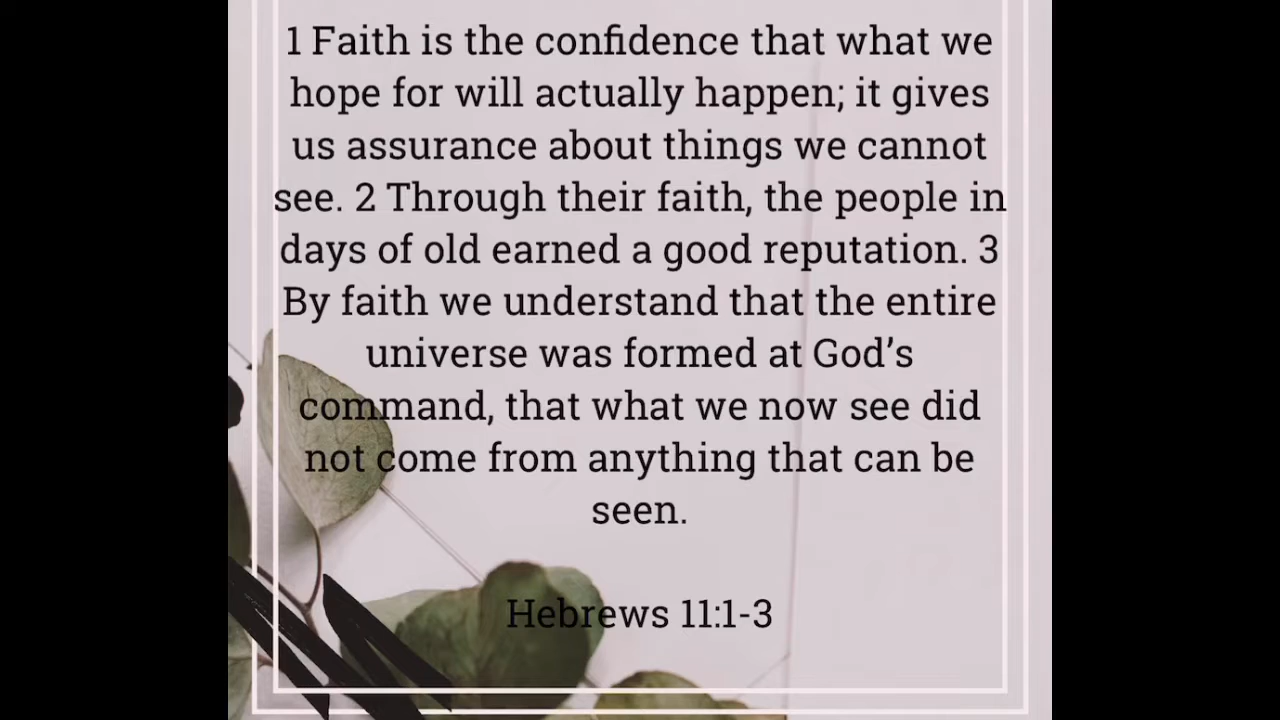 1 Faith is the confidence that what we
hope for will actually happen; it gives
us assurance about things we cannot
see. 2 Through their faith, the people in
days of old earned a good reputation. 3
By faith we understand that the entire
universe was formed at God’s
command, that what we now see did
not come from anything that can be
seen.
Hebrews 11:1-3